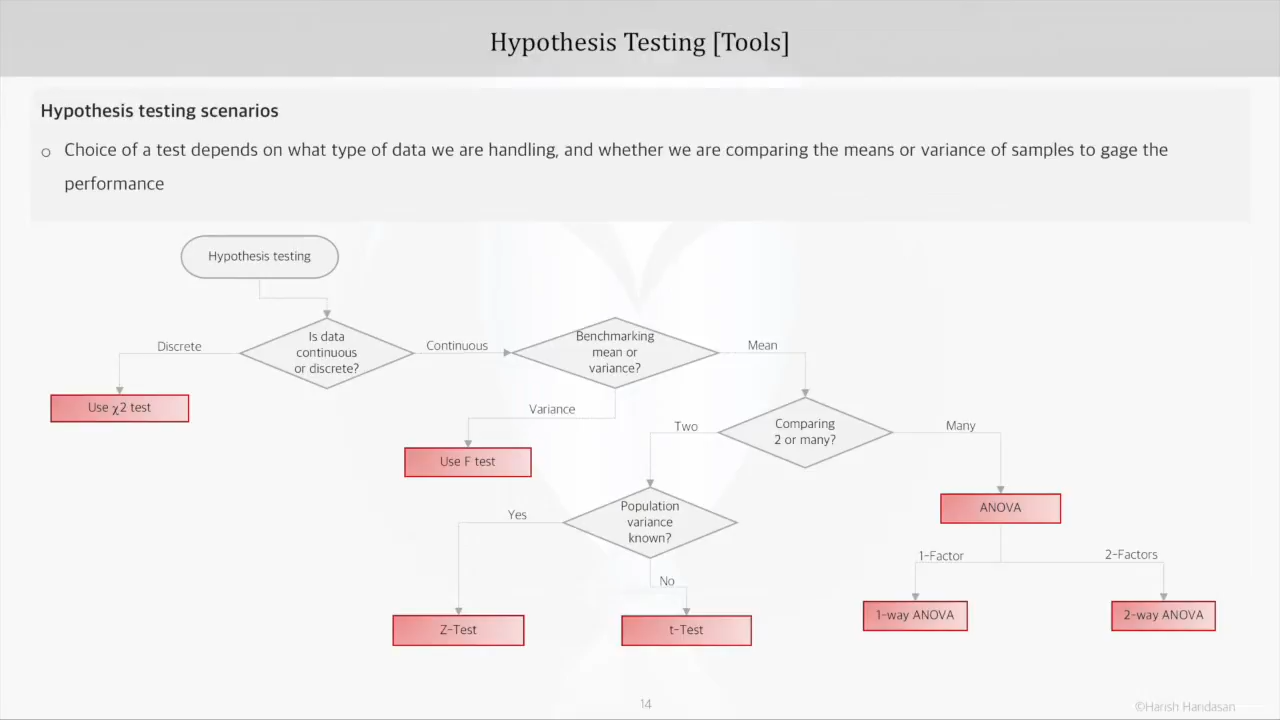 Hypothesis Testing [Tools]
Hypothesis testing scenarios
o Choice of a test depends on what type of data we are handling, and whether we are comparing the means or variance of samples to gage the
performance
Hypothesis testing
Is data
continuous
or discrete?
Discrete
Continuous
Benchmarking
mean or
variance?
Mean
Use χ2 test
Variance
Use F test
Comparing
2 or many?
Two
Many
Population
variance
known?
Yes
No
ANOVA
1-Factor
2-Factors
Z-Test
t-Test
1-way ANOVA
2-way ANOVA
14
©Harish Handasan